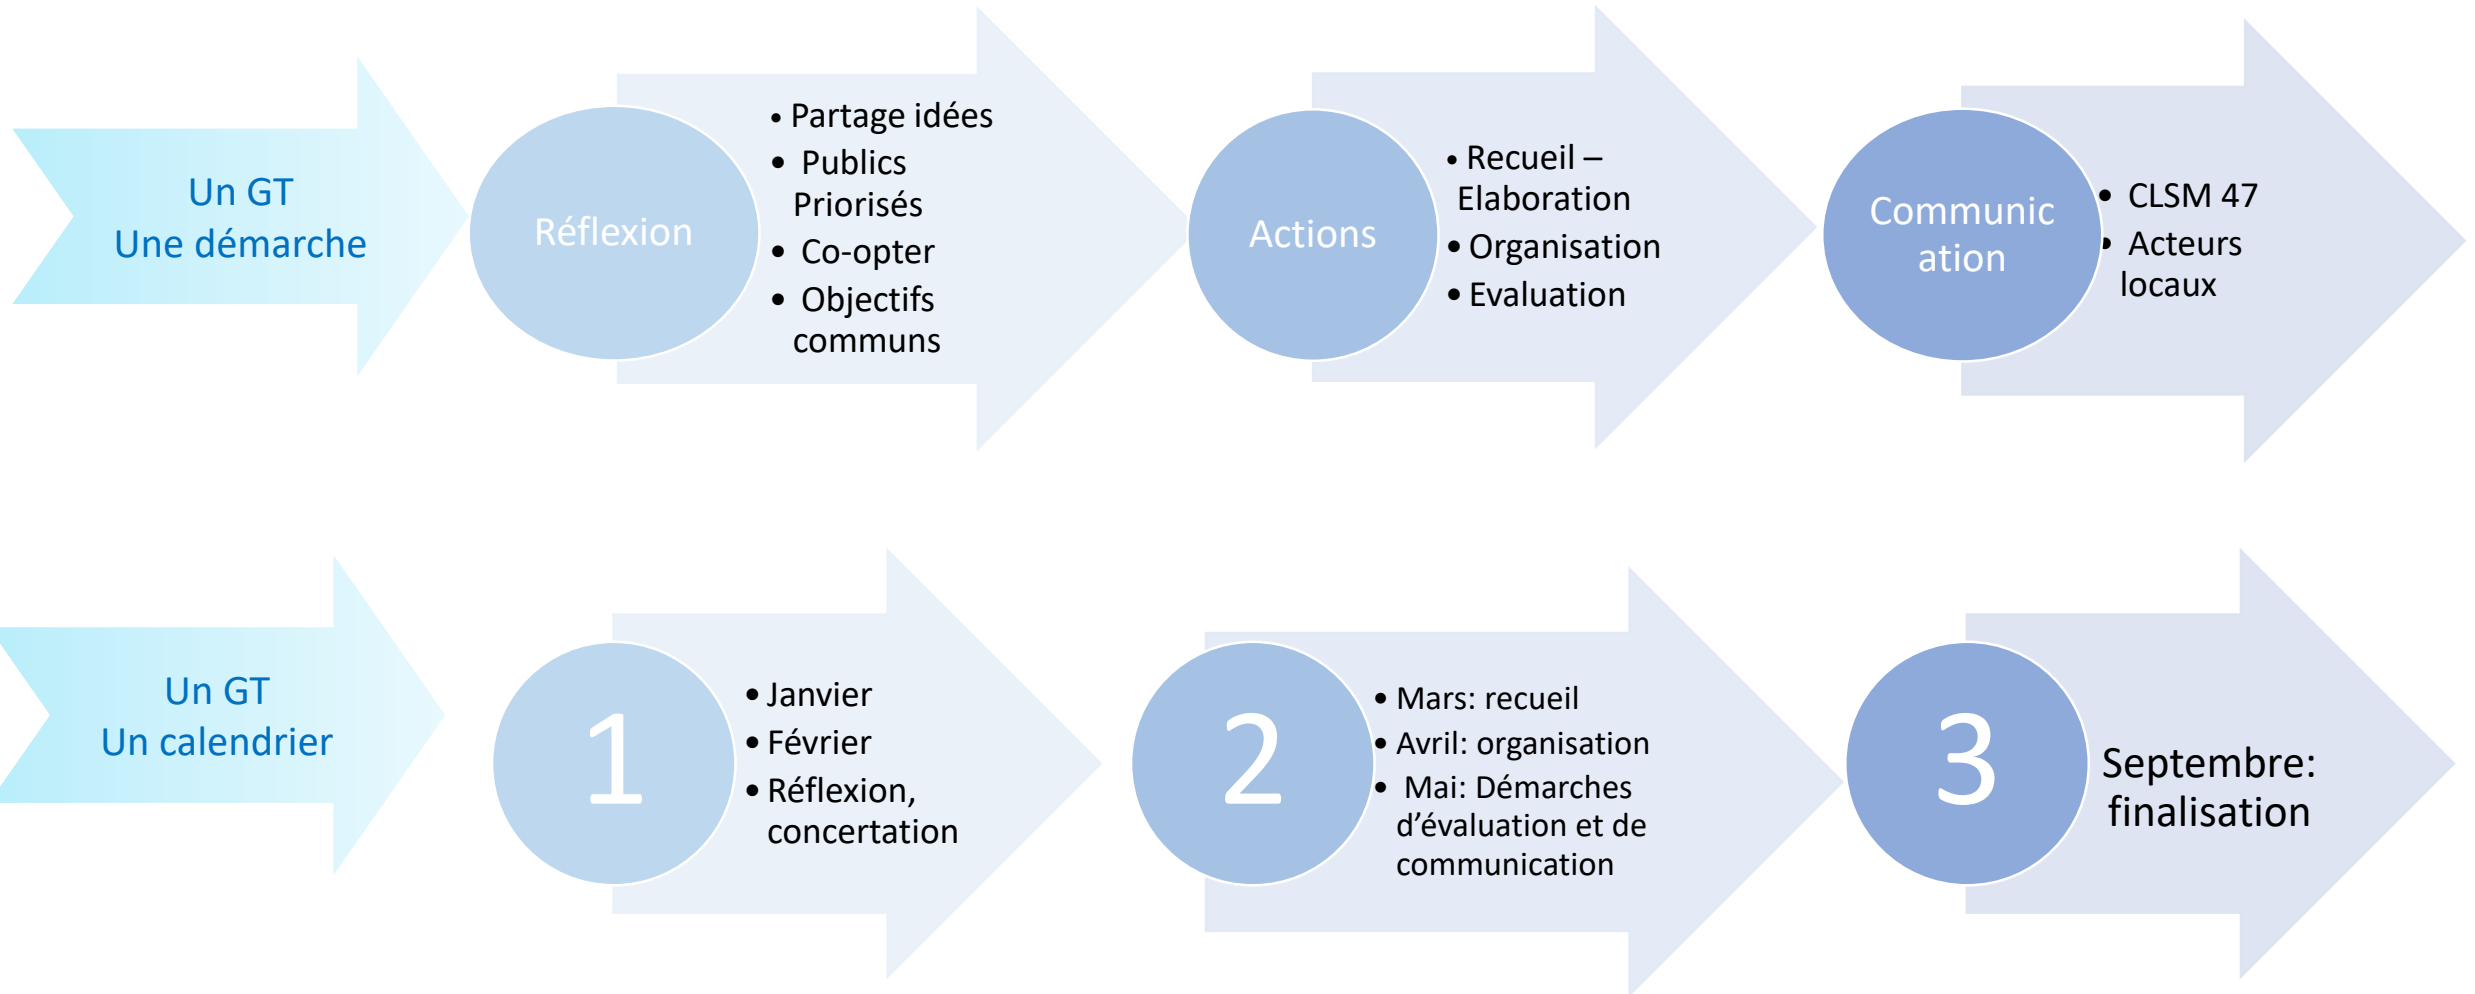 Un GT
Une démarche
Réflexion
• Partage idées
• Publics
Priorisés
• Co-opter
• Objectifs
communs
Actions
• Recueil –
Elaboration
• Organisation
• Evaluation
Communic
ation
• CLSM 47
• Acteurs
locaux
Un GT
Un calendrier
1
• Janvier
• Février
• Réflexion,
concertation
2
• Mars: recueil
• Avril: organisation
• Mai: Démarches
d’évaluation et de
communication
3
Septembre:
finalisation